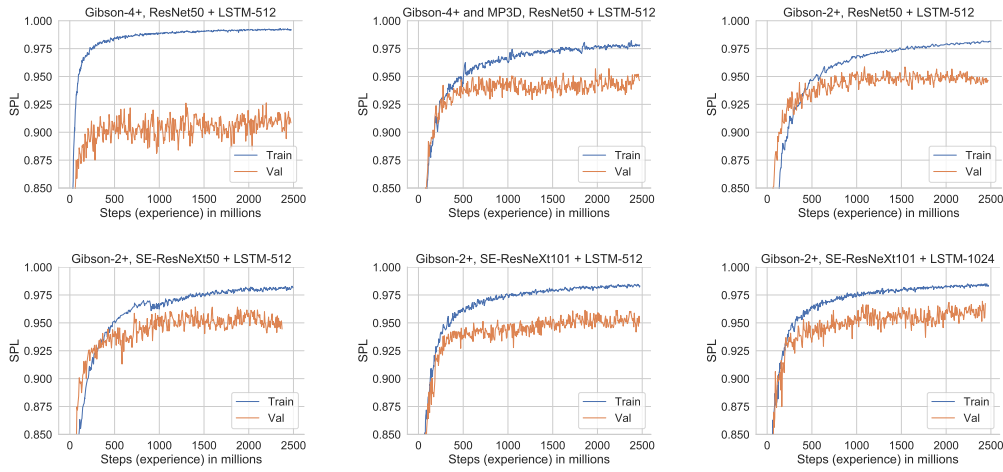 Gibson-4+, ResNet50 + LSTM-512
1.000
0.975
0.950
0.925
0.900
0.875
0.850
SPL
0
500
1000
1500
2000
2500
Steps (experience) in millions
Train
Val
Gibson-4+ and MP3D, ResNet50 + LSTM-512
1.000
0.975
0.950
0.925
0.900
0.875
0.850
SPL
0
500
1000
1500
2000
2500
Steps (experience) in millions
Train
Val
Gibson-2+, ResNet50 + LSTM-512
1.000
0.975
0.950
0.925
0.900
0.875
0.850
SPL
0
500
1000
1500
2000
2500
Steps (experience) in millions
Train
Val
Gibson-2+, SE-ResNeXt50 + LSTM-512
1.000
0.975
0.950
0.925
0.900
0.875
0.850
SPL
0
500
1000
1500
2000
2500
Steps (experience) in millions
Train
Val
Gibson-2+, SE-ResNeXt101 + LSTM-512
1.000
0.975
0.950
0.925
0.900
0.875
0.850
SPL
0
500
1000
1500
2000
2500
Steps (experience) in millions
Train
Val
Gibson-2+, SE-ResNeXt101 + LSTM-1024
1.000
0.975
0.950
0.925
0.900
0.875
0.850
SPL
0
500
1000
1500
2000
2500
Steps (experience) in millions
Train
Val